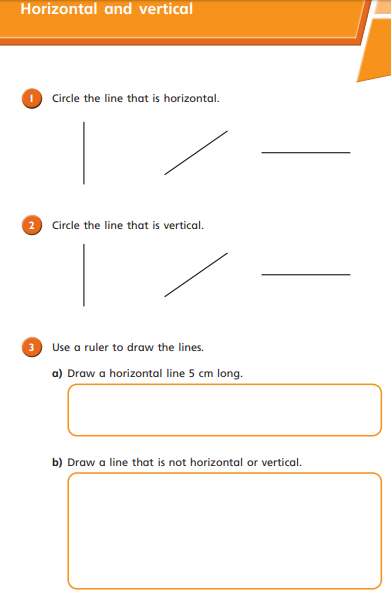 Horizontal and vertical
1 Circle the line that is horizontal.
2 Circle the line that is vertical.
3 Use a ruler to draw the lines.
a) Draw a horizontal line 5 cm long.
b) Draw a line that is not horizontal or vertical.